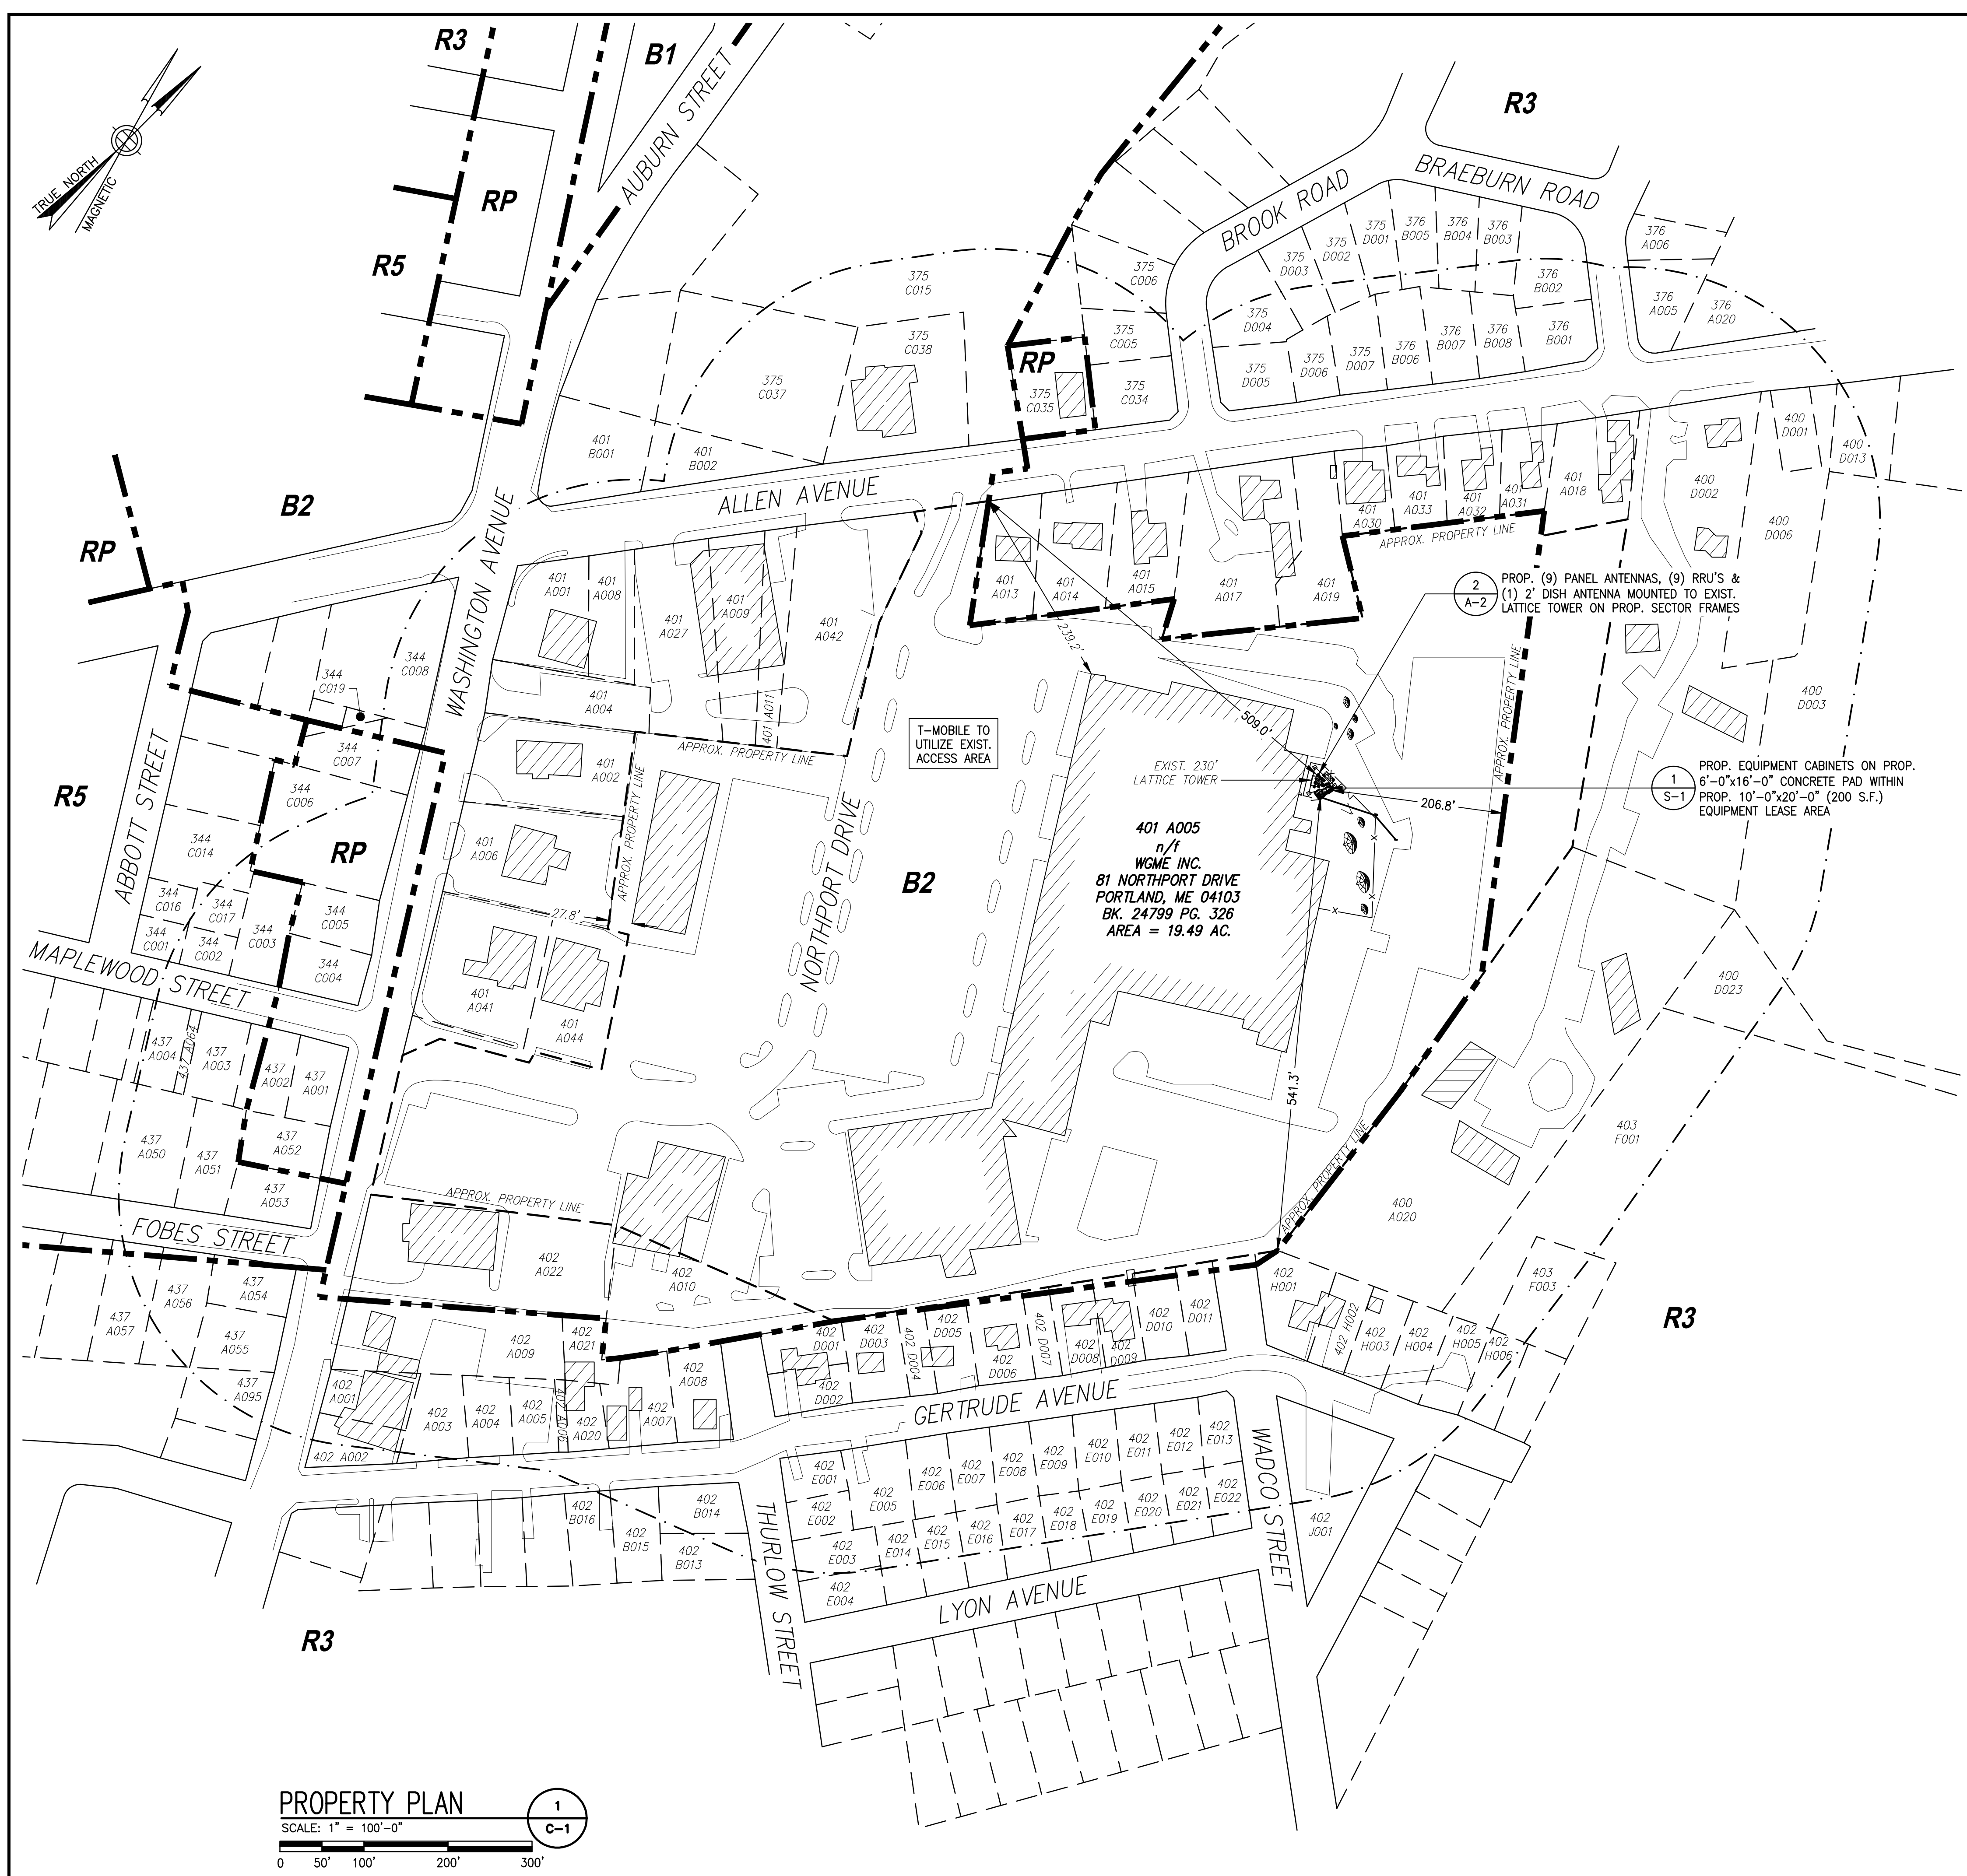 R3
B1
AUBURN STREET
R3
TRUE NORTH
MAGNETIC
RP
R5
BROOK ROAD
BRAEBURN ROAD
375
C015
375
C006
375
D003
375
D002
375
D001
376
B005
376
B004
376
B003
376
B002
376
A006
376
A005
376
A020
375
C038
375
C037
375
C005
375
D004
375
D005
375
D006
375
D007
376
B006
376
B007
376
B008
376
B001
RP
375
C035
375
C034
401
B001
401
B002
ALLEN AVENUE
400
D001
400
D013
400
D002
400
D006
400
D003
B2
RP
WASHINGTON AVENUE
401
A001
401
A008
401
A027
401
A009
401
A042
401 A011
401
A004
401
A002
401
A006
401
A041
401
A044
401
A013
401
A014
401
A015
401
A017
401
A019
401
A030
401
A033
401
A032
401
A031
401
A018
APPROX. PROPERTY LINE
2
A-2
PROP. (9) PANEL ANTENNAS, (9) RRU'S &
(1) 2' DISH ANTENNA MOUNTED TO EXIST.
LATTICE TOWER ON PROP. SECTOR FRAMES
239.2'
509.0'
APPROX. PROPERTY LINE
APPROX. PROPERTY LINE
APPROX. PROPERTY LINE
T-MOBILE TO
UTILIZE EXIST.
ACCESS AREA
EXIST. 230'
LATTICE TOWER
206.8'
1
S-1
PROP. EQUIPMENT CABINETS ON PROP.
6'-0"x16'-0" CONCRETE PAD WITHIN
PROP. 10'-0"x20'-0" (200 S.F.)
EQUIPMENT LEASE AREA
344
C008
344
C019
344
C007
344
C006
344
C014
344
C016
344
C017
344
C001
344
C002
344
C003
344
C005
344
C004
R5
ABBOTT STREET
RP
27.8'
NORTHPORT DRIVE
B2
401 A005
n/f
WGME INC.
81 NORTHPORT DRIVE
PORTLAND, ME 04103
BK. 24799 PG. 326
AREA = 19.49 AC.
400
D023
MAPLEWOOD STREET
437
A004
437 A064
437
A003
437
A002
437
A001
437
A050
437
A051
437
A052
437
A053
541.3'
APPROX. PROPERTY LINE
403
F001
400
A020
FOBES STREET
APPROX. PROPERTY LINE
437
A054
437
A056
437
A057
437
A055
437
A095
402
A022
402
A010
402
A009
402
A021
402
A001
402 A002
402
A003
402
A004
402
A005
402 A006
402
A020
402
A007
402
A008
402
D001
402
D002
402
D003
402 D004
402
D005
402
D006
402 D007
402
D008
402
D009
402
D010
402
D011
402
H001
402 H002
402
H003
402
H004
402
H005
402
H006
403
F003
R3
GERTRUDE AVENUE
402
E001
402
E002
402
E003
402
E004
402
E005
402
E006
402
E007
402
E008
402
E009
402
E010
402
E011
402
E012
402
E013
402
E014
402
E015
402
E016
402
E017
402
E018
402
E019
402
E020
402
E021
402
E022
WADCO STREET
402
J001
402
B016
402
B015
402
B014
402
B013
THURLOW STREET
LYON AVENUE
R3
PROPERTY PLAN
SCALE: 1" = 100'-0"
1
C-1
0 50' 100' 200' 300'